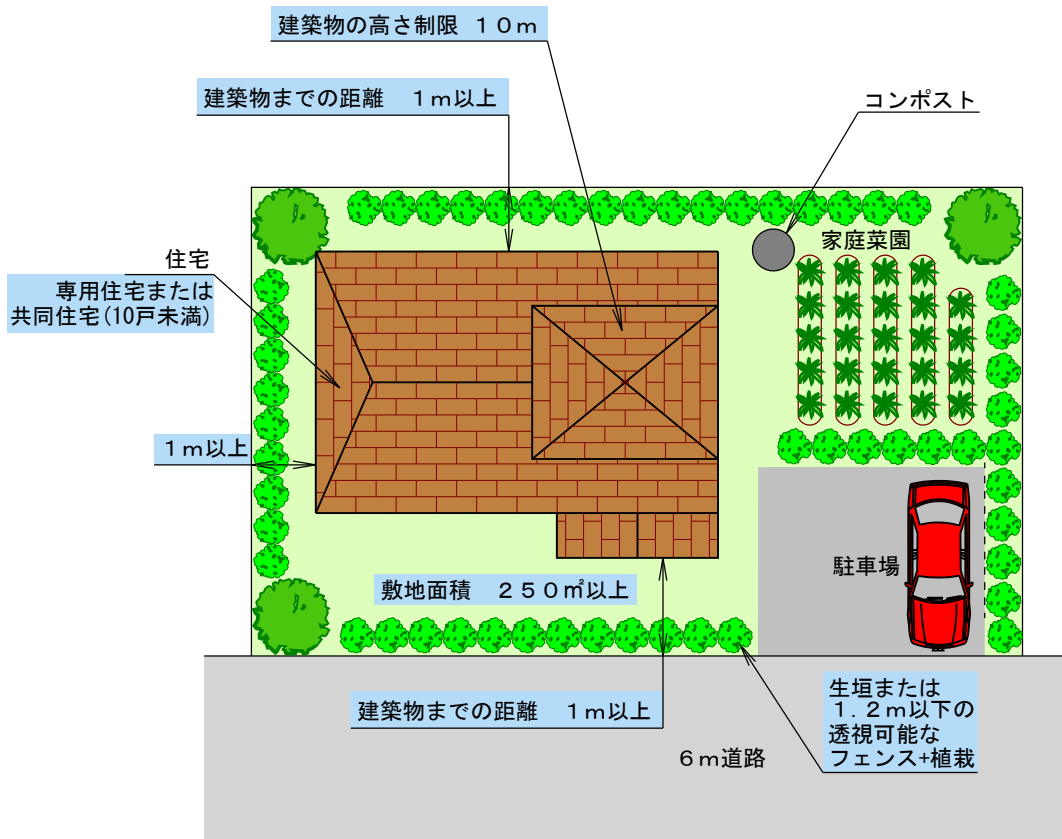 建築物の高さ制限 １０ｍ
建築物までの距離　１ｍ以上
コンポスト
家庭菜園
住宅
専用住宅または
共同住宅(10戸未満)
１ｍ以上
駐車場
敷地面積　２５０㎡以上
建築物までの距離　１ｍ以上
生垣または
１．２ｍ以下の
透視可能な
フェンス+植栽
６ｍ道路